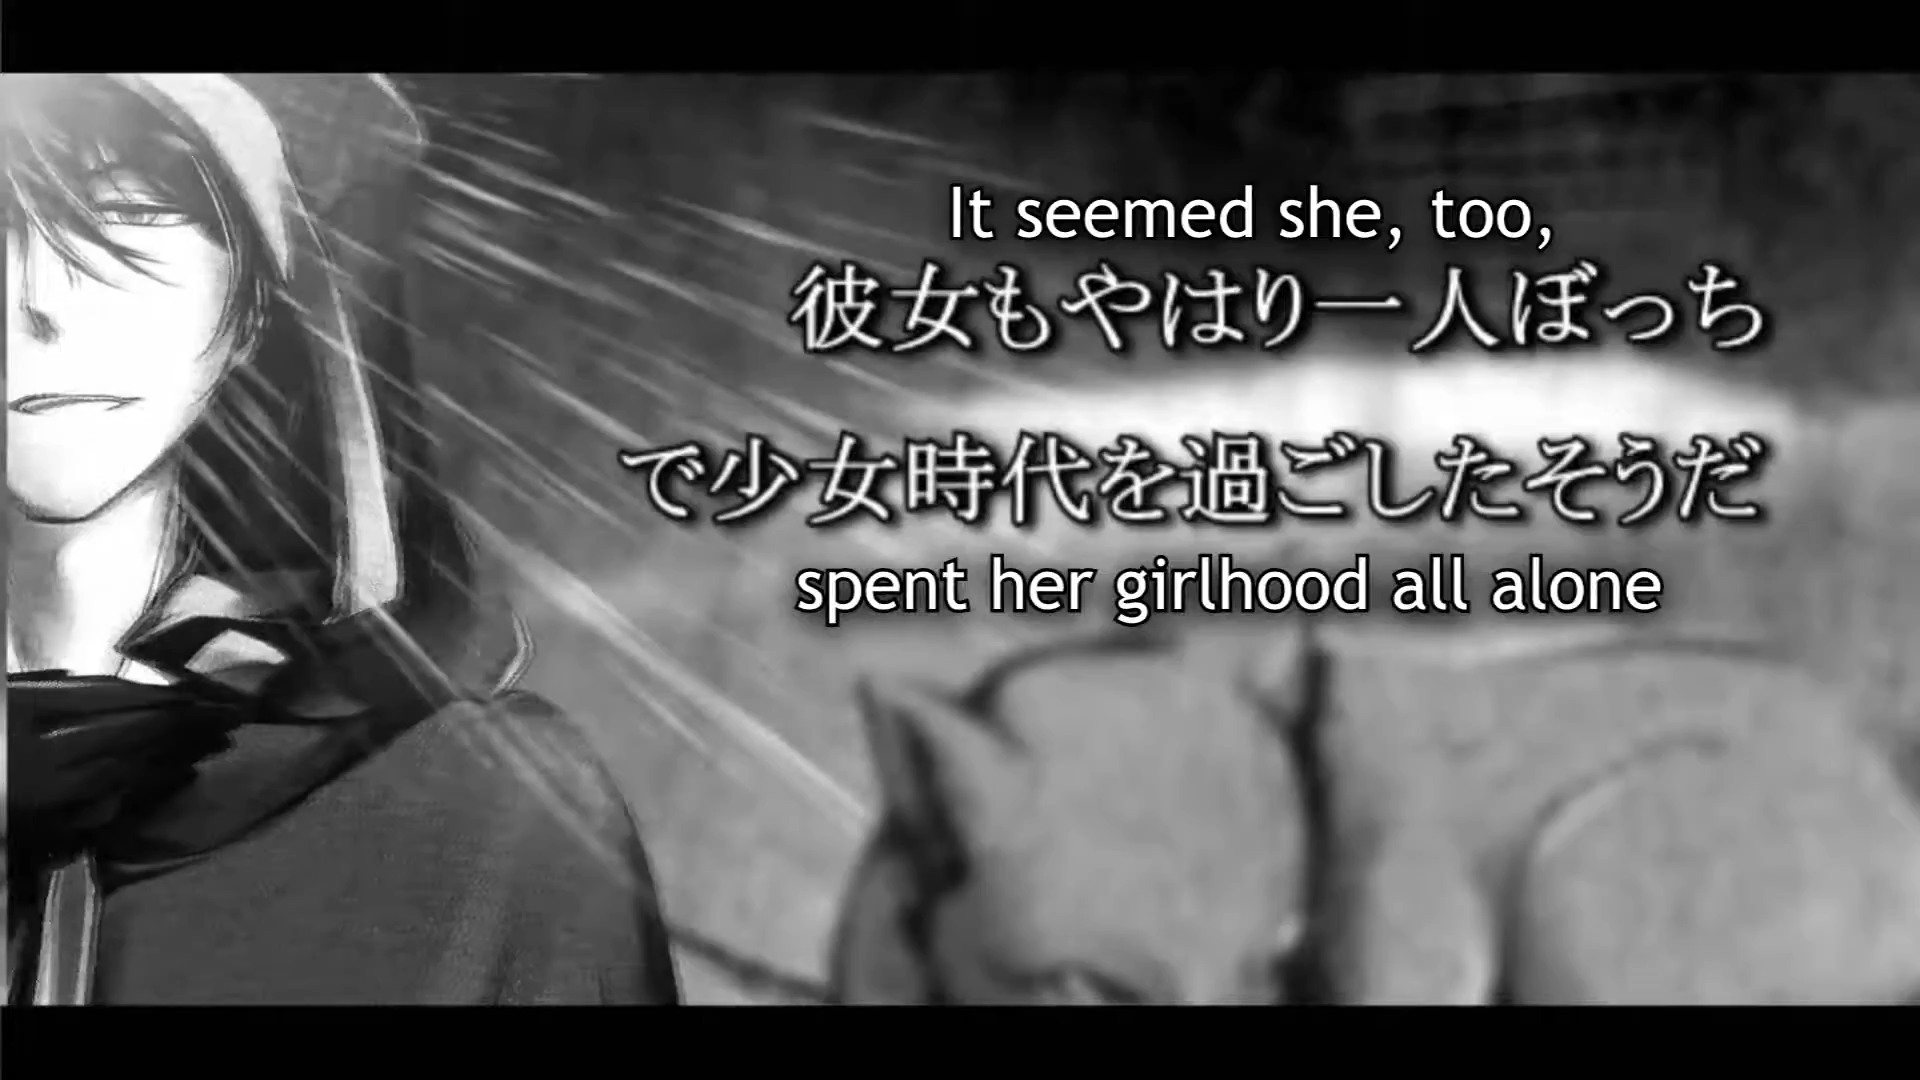 It seemed she, too,
彼女もやはり一人ぼっち
で少女時代を過ごしたそうだ
spent her girlhood all alone